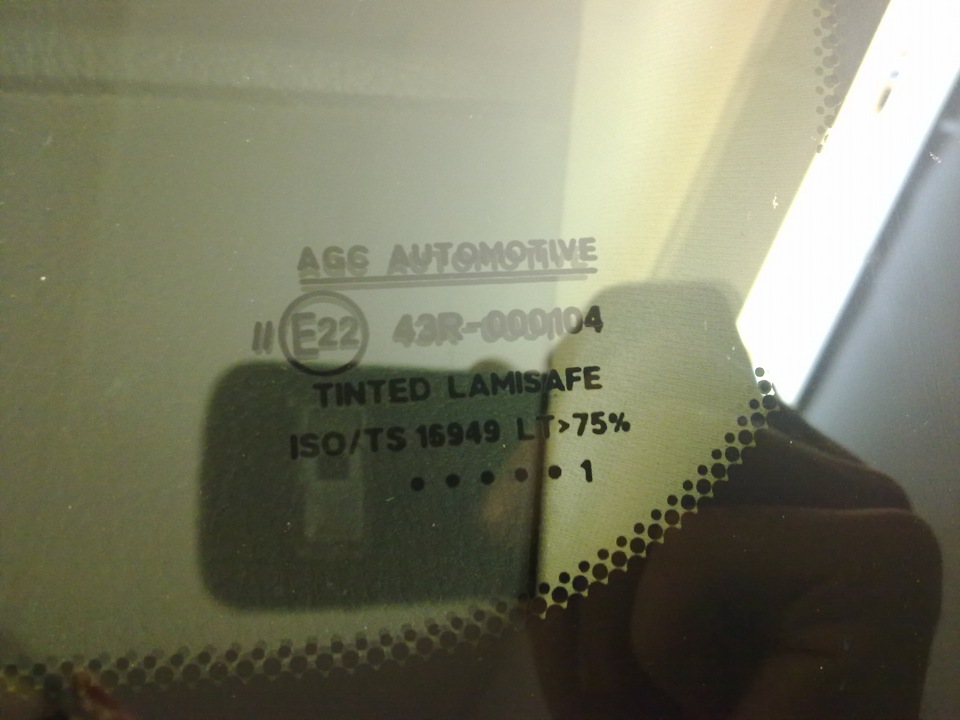 AGC AUTOMOTIVE
II E22 43R-000104
TINTED LAMISAFE
ISO/TS 16949 LT>75%
• • • • • 1